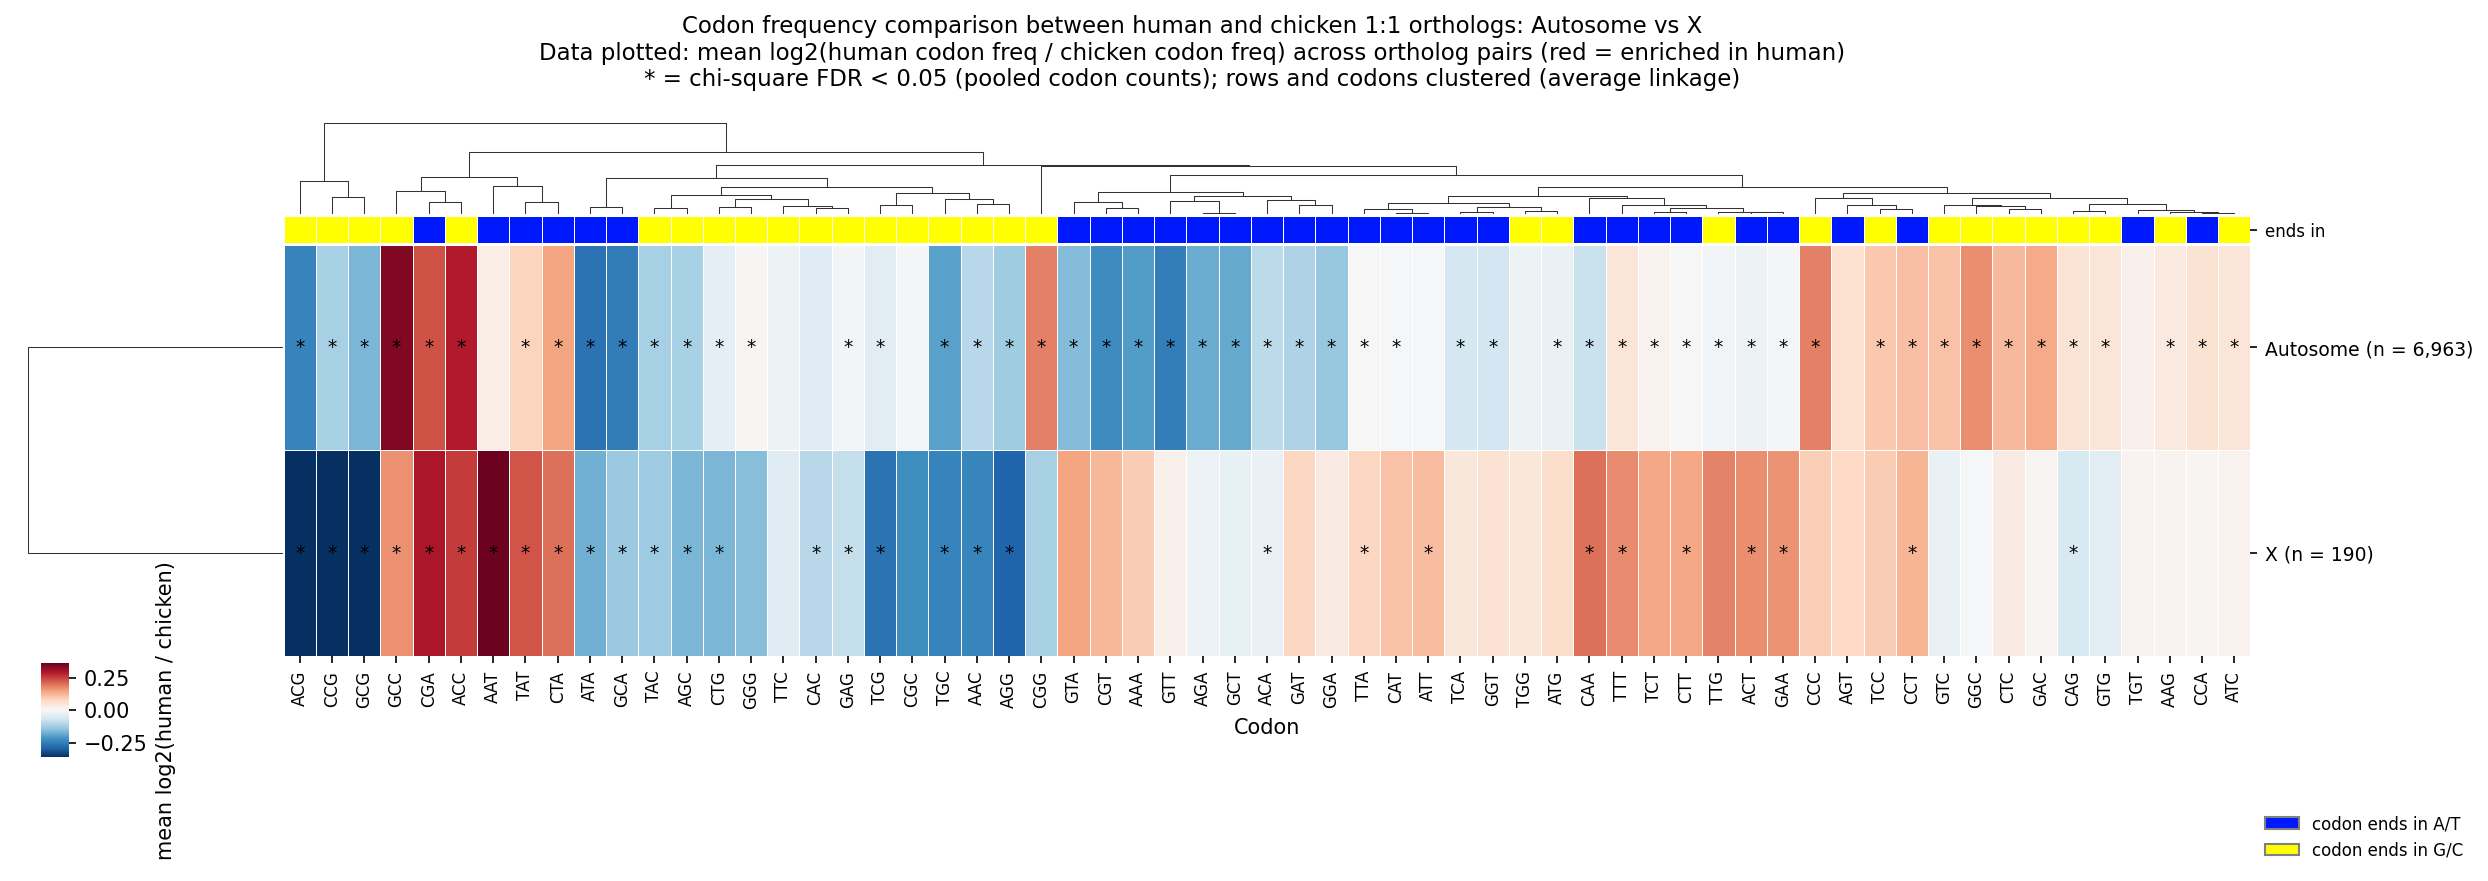 Codon frequency comparison between human and chicken 1:1 orthologs: Autosome vs X
Data plotted: mean log2(human codon freq / chicken codon freq) across ortholog pairs (red = enriched in human)
* = chi-square FDR < 0.05 (pooled codon counts); rows and codons clustered (average linkage)
ends in
* * * * * * * * * * * * * * * * * * * * * * * * * * * * * * * * * * * * * * * * * * * * * * * * * * * *
Autosome (n = 6,963)
* * * * * * * * * * * * * * * * * * * * * * * * * * * * * * *
X (n = 190)
ACG CCG GCG GCC CGA ACC AAT TAT CTA ATA GCA TAC AGC CTG GGG TTC CAC GAG TCG CGC TGC AAC AGG CGG GTA CGT AAA GTT AGA GCT ACA GAT GGA TTA CAT ATT TCA GGT TGG ATG CAA TTT TCT CTT TTG ACT GAA CCC AGT TCC CCT GTC GGC CTC GAC CAG GTG TGT AAG CCA ATC
Codon
0.25
0.00
−0.25
mean log2(human / chicken)
codon ends in A/T
codon ends in G/C